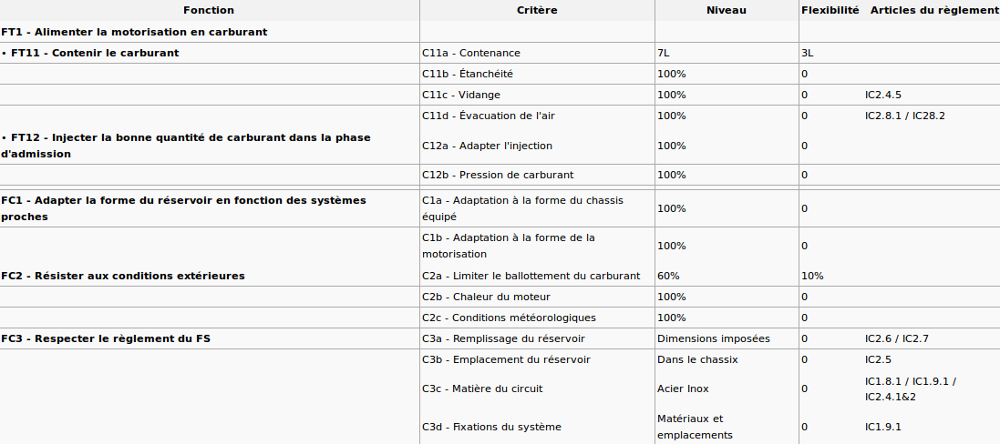 Fonction Critère Niveau Flexibilité Articles du règlement
FT1 - Alimenter la motorisation en carburant
• FT11 - Contenir le carburant C11a - Contenance 7L 3L
C11b - Étanchéité 100% 0
C11c - Vidange 100% 0 IC2.4.5
C11d - Évacuation de l'air 100% 0 IC2.8.1 / IC28.2
• FT12 - Injecter la bonne quantité de carburant dans la phase
d'admission C12a - Adapter l'injection 100% 0
C12b - Pression de carburant 100% 0
FC1 - Adapter la forme du réservoir en fonction des systèmes
proches C1a - Adaptation à la forme du chassis
équipé 100% 0
C1b - Adaptation à la forme de la
motorisation 100% 0
FC2 - Résister aux conditions extérieures C2a - Limiter le ballottement du carburant 60% 10%
C2b - Chaleur du moteur 100% 0
C2c - Conditions météorologiques 100% 0
FC3 - Respecter le règlement du FS C3a - Remplissage du réservoir Dimensions imposées 0 IC2.6 / IC2.7
C3b - Emplacement du réservoir Dans le chassix 0 IC2.5
C3c - Matière du circuit Acier Inox 0 IC1.8.1 / IC1.9.1 /
IC2.4.1&2
C3d - Fixations du système Matériaux et
emplacements 0 IC1.9.1